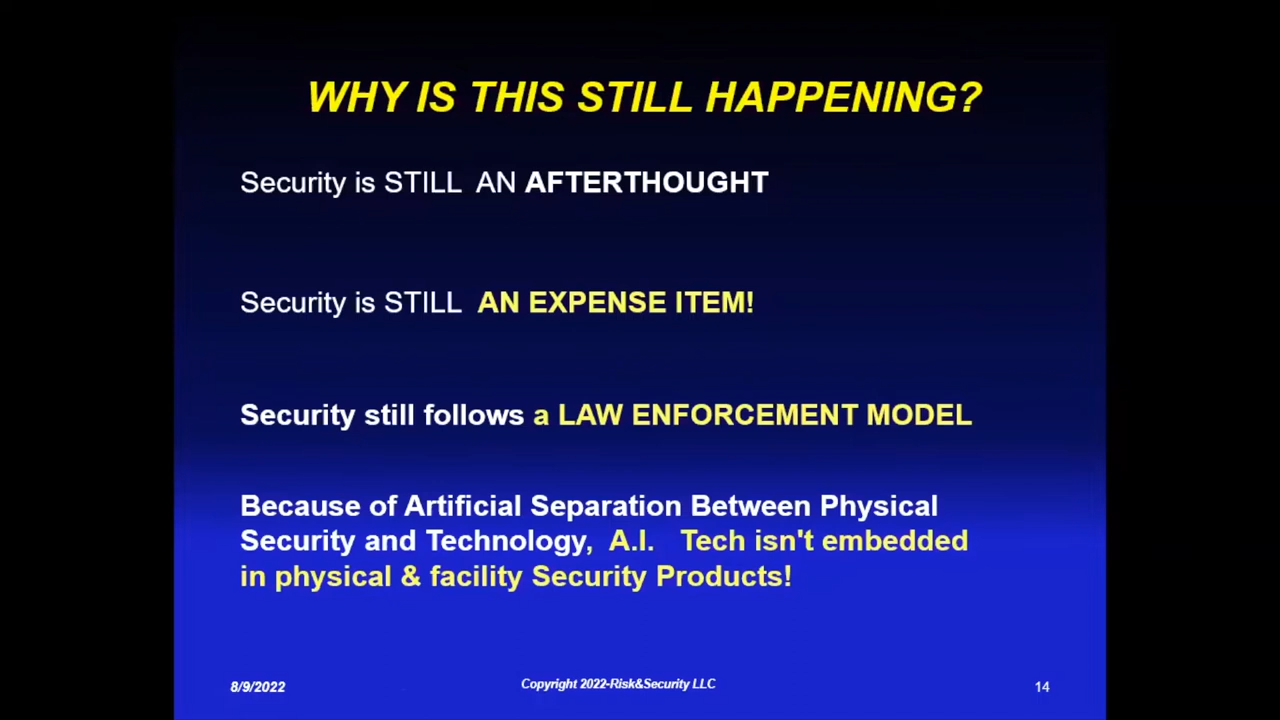 WHY IS THIS STILL HAPPENING?
Security is STILL AN AFTERTHOUGHT
Security is STILL AN EXPENSE ITEM!
Security still follows a LAW ENFORCEMENT MODEL
Because of Artificial Separation Between Physical
Security and Technology, A.I. Tech isn't embedded
in physical & facility Security Products!
8/9/2022
Copyright 2022-Risk&Security LLC
14